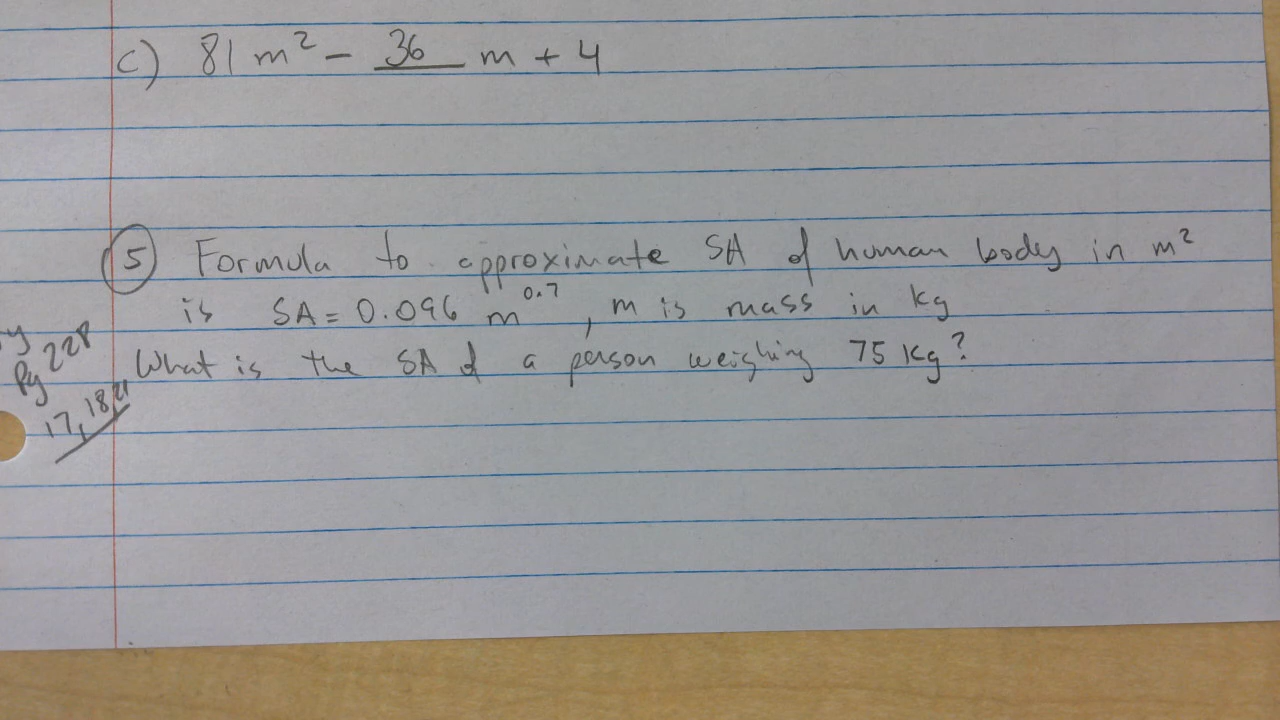 c) 81 m² - 36 m + 4
5 Formula to approximate SA of human body in m²
is SA = 0.096 m^0.7, m is mass in kg
What is the SA of a person weighing 75 kg?
Pg 228
17, 18, 21